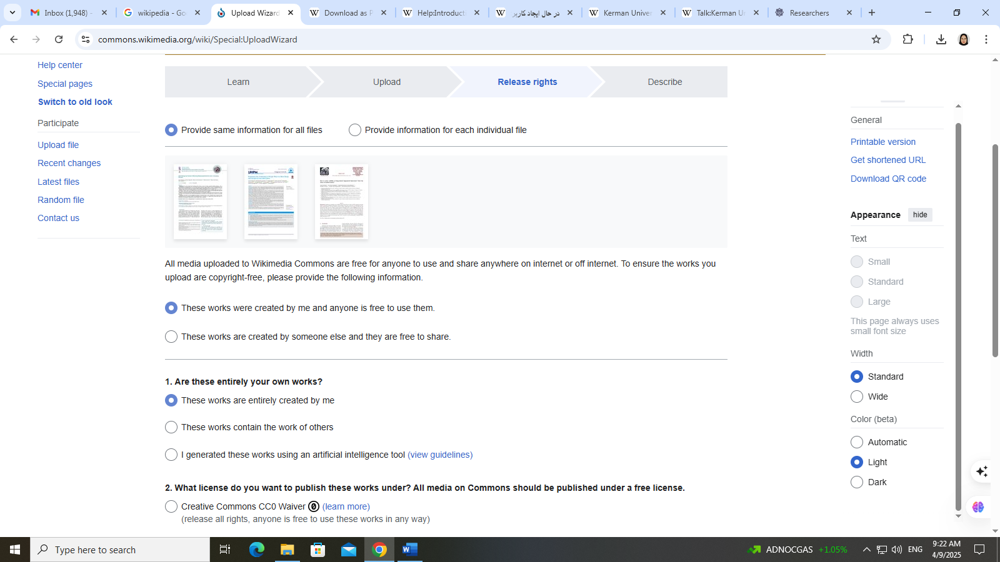 Inbox (1,948) -
wikipedia - Go
Upload Wizard
Download as P
Help:Introduct
در حال ایجاد کاربر
Kerman Univer
Talk:Kerman Ur
Researchers
commons.wikimedia.org/wiki/Special:UploadWizard
Help center
Special pages
Switch to old look
Participate
Upload file
Recent changes
Latest files
Random file
Contact us
Learn
Upload
Release rights
Describe
Provide same information for all files
Provide information for each individual file
All media uploaded to Wikimedia Commons are free for anyone to use and share anywhere on internet or off internet. To ensure the works you
upload are copyright-free, please provide the following information.
These works were created by me and anyone is free to use them.
These works are created by someone else and they are free to share.
1. Are these entirely your own works?
These works are entirely created by me
These works contain the work of others
I generated these works using an artificial intelligence tool (view guidelines)
2. What license do you want to publish these works under? All media on Commons should be published under a free license.
Creative Commons CC0 Waiver (learn more)
(release all rights, anyone is free to use these works in any way)
General
Printable version
Get shortened URL
Download QR code
Appearance hide
Text
Small
Standard
Large
This page always uses
small font size
Width
Standard
Wide
Color (beta)
Automatic
Light
Dark
Type here to search
ADNOCGAS +1.05%
ENG
9:22 AM
4/9/2025